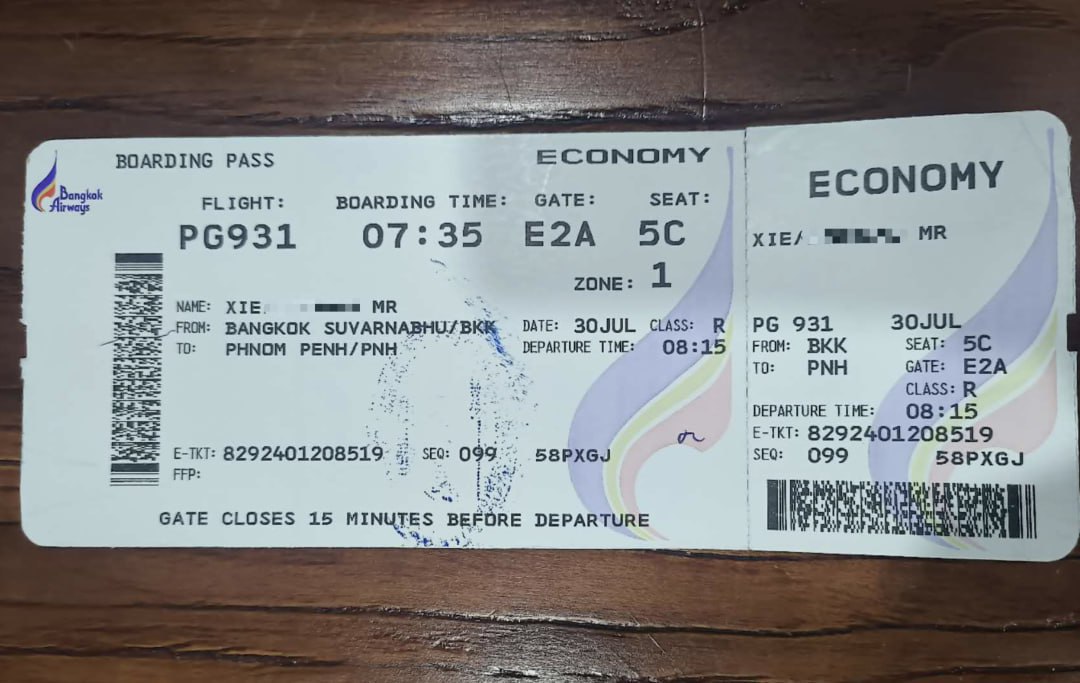 BOARDING PASS
ECONOMY
Bangkok
Airways
FLIGHT: BOARDING TIME: GATE: SEAT:
PG931 07:35 E2A 5C
ZONE: 1
NAME: XIE MR
FROM: BANGKOK SUVARNABHU/BKK DATE: 30JUL CLASS: R
TO: PHNOM PENH/PNH DEPARTURE TIME: 08:15
E-TKT: 8292401208519 SEQ: 099 58PXGJ
FFP:
GATE CLOSES 15 MINUTES BEFORE DEPARTURE
ECONOMY
XIE/ MR
PG 931 30JUL
FROM: BKK SEAT: 5C
TO: PNH GATE: E2A
CLASS: R
DEPARTURE TIME: 08:15
E-TKT: 8292401208519
SEQ: 099 58PXGJ